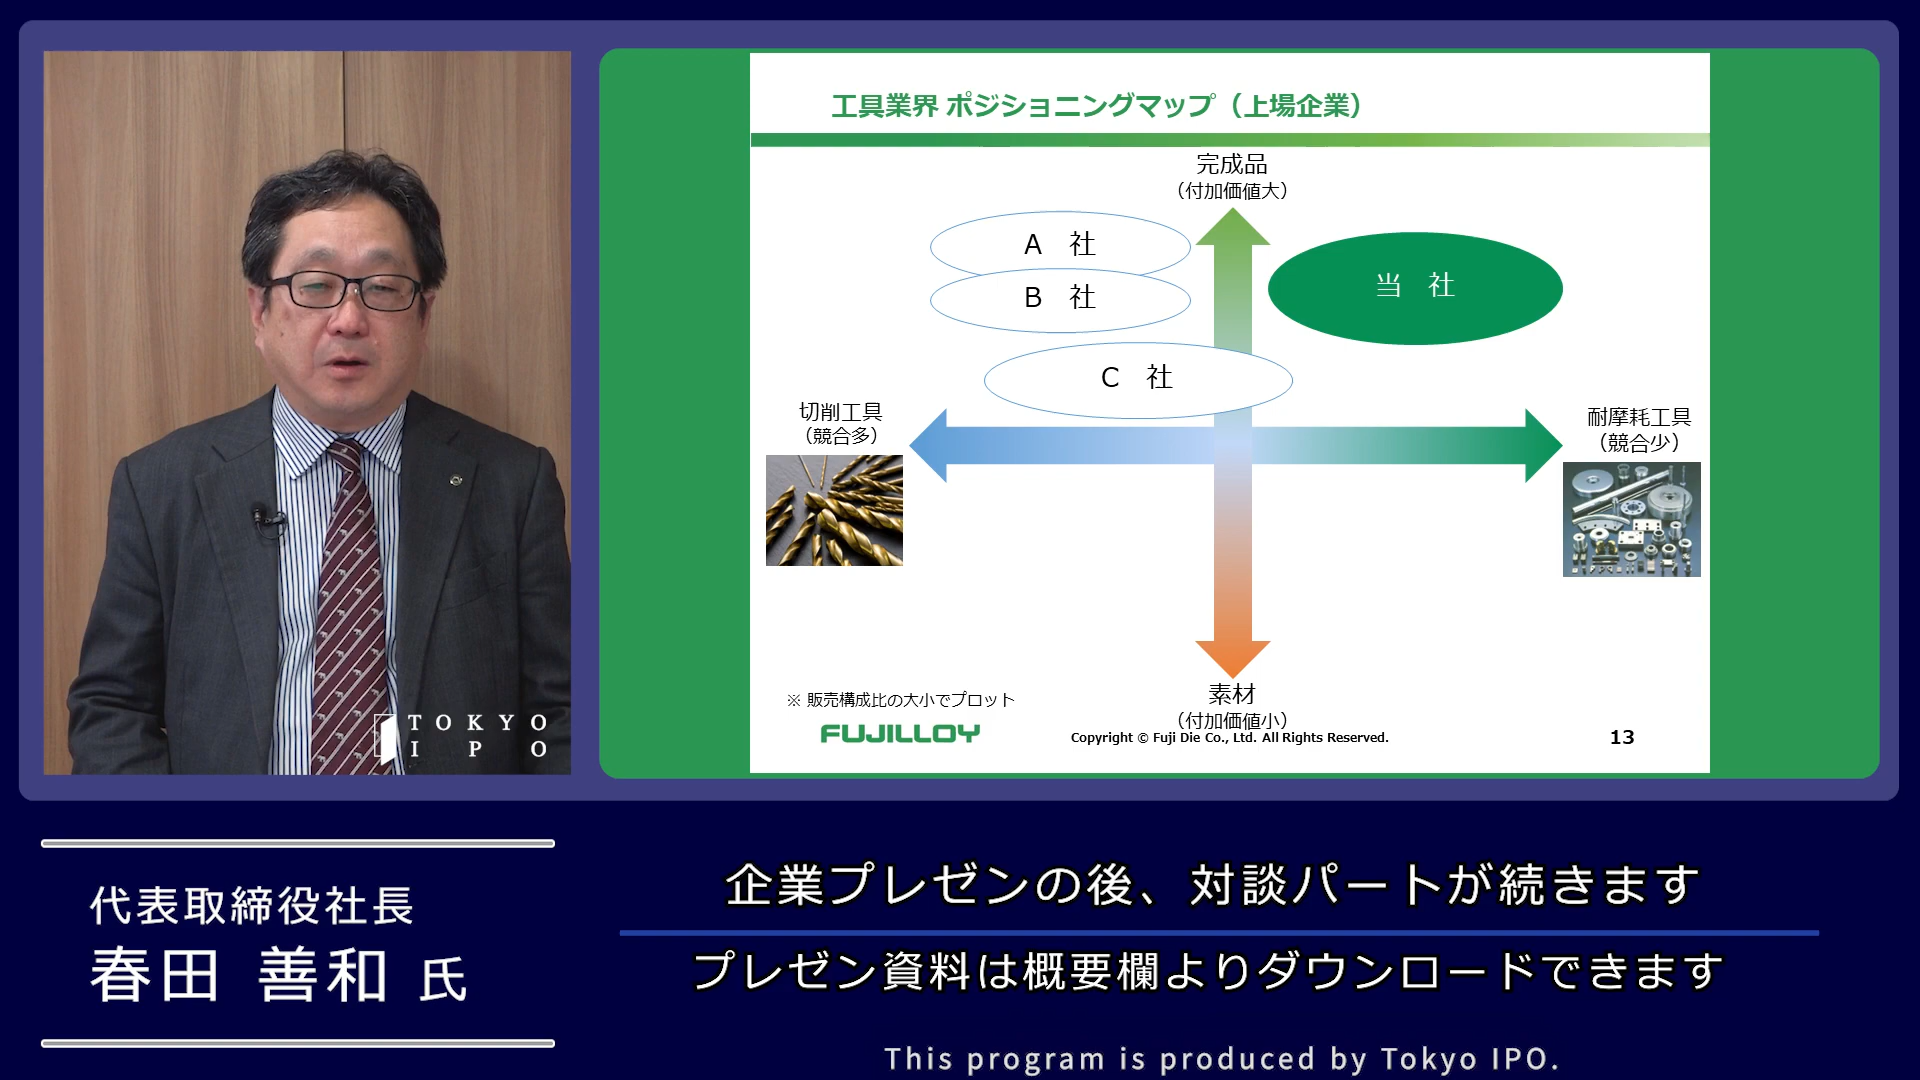 工具業界 ポジショニングマップ（上場企業）
完成品
（付加価値大）
A 社
B 社
当 社
C 社
切削工具
（競合多）
耐摩耗工具
（競合少）
素材
（付加価値小）
※ 販売構成比の大小でプロット
FUJILLOY
Copyright © Fuji Die Co., Ltd. All Rights Reserved.
13
TOKYO
IPO
代表取締役社長
春田 善和 氏
企業プレゼンの後、対談パートが続きます
プレゼン資料は概要欄よりダウンロードできます
This program is produced by Tokyo IPO.